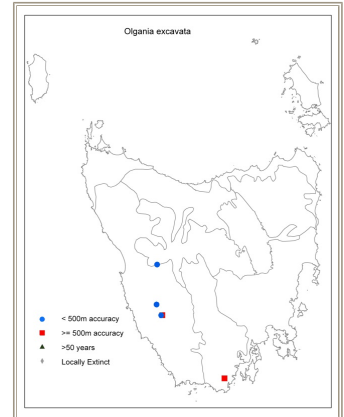 Olgania excavata
< 500m accuracy
>= 500m accuracy
>50 years
Locally Extinct